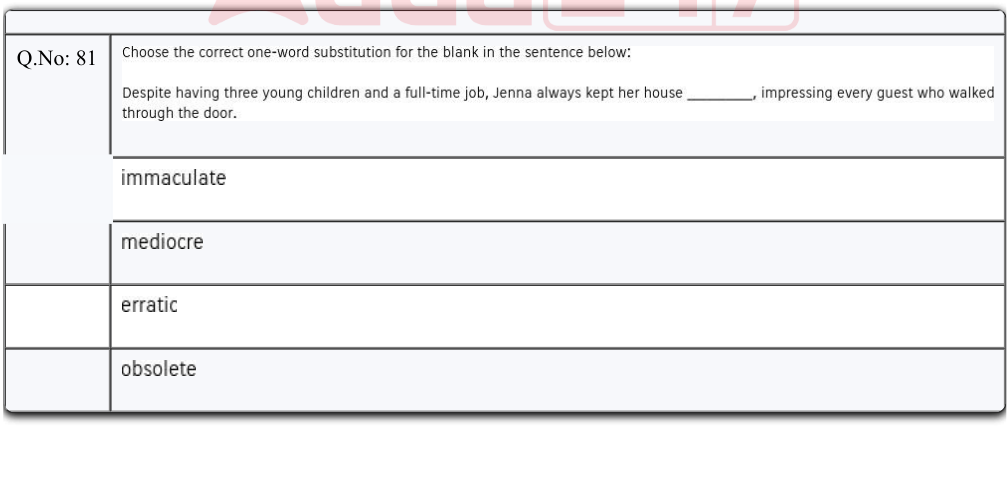 Q.No: 81
Choose the correct one-word substitution for the blank in the sentence below:
Despite having three young children and a full-time job, Jenna always kept her house _________, impressing every guest who walked
through the door.
immaculate
mediocre
erratic
obsolete